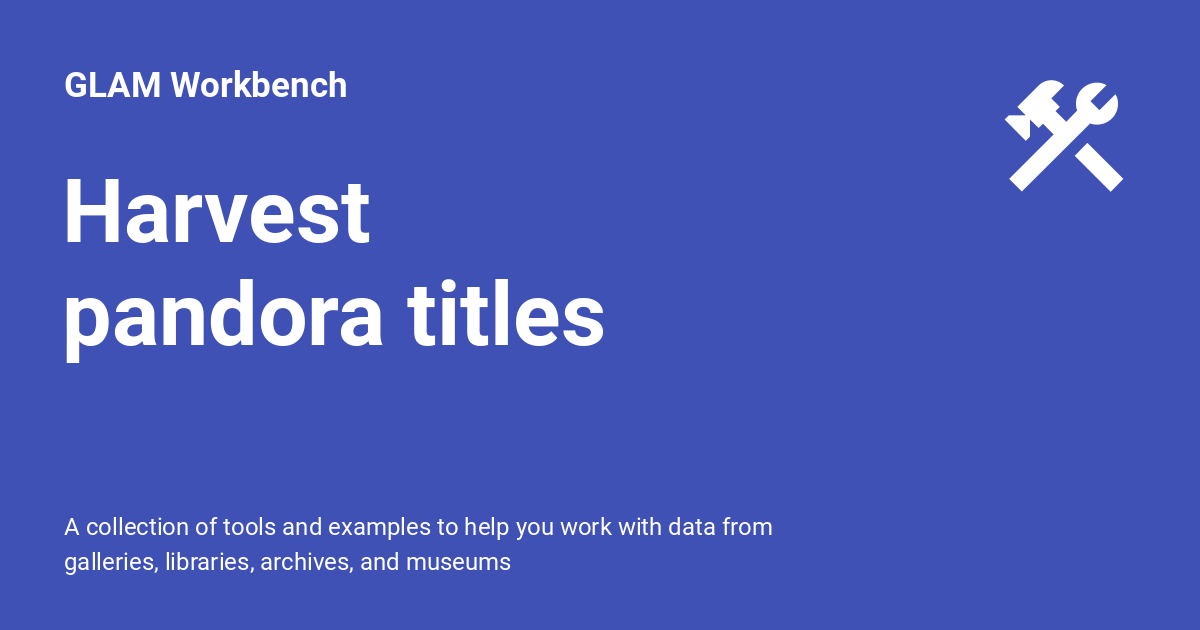 GLAM Workbench
Harvest
pandora titles
A collection of tools and examples to help you work with data from
galleries, libraries, archives, and museums